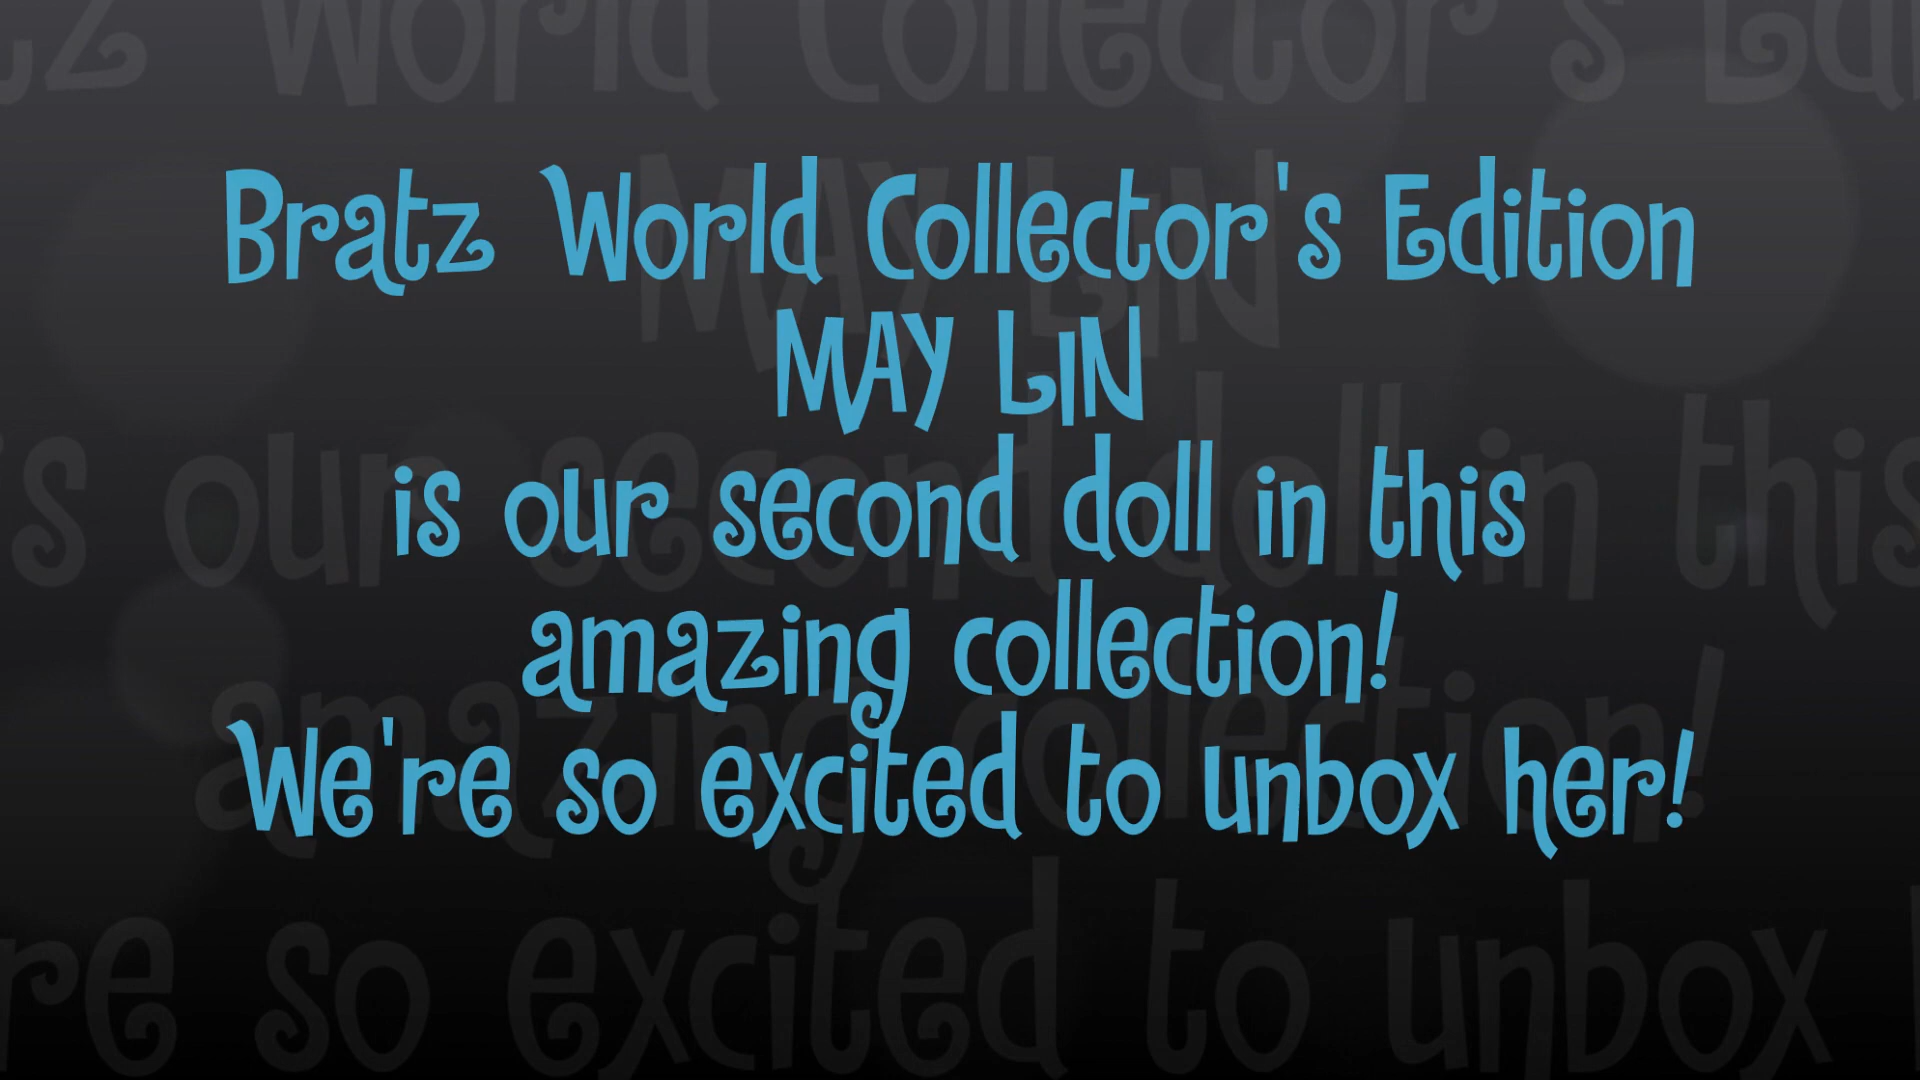 Bratz World Collector's Edition
MAY LiN
is our second doll in this
amazing collection!
We're so excited to unbox her!